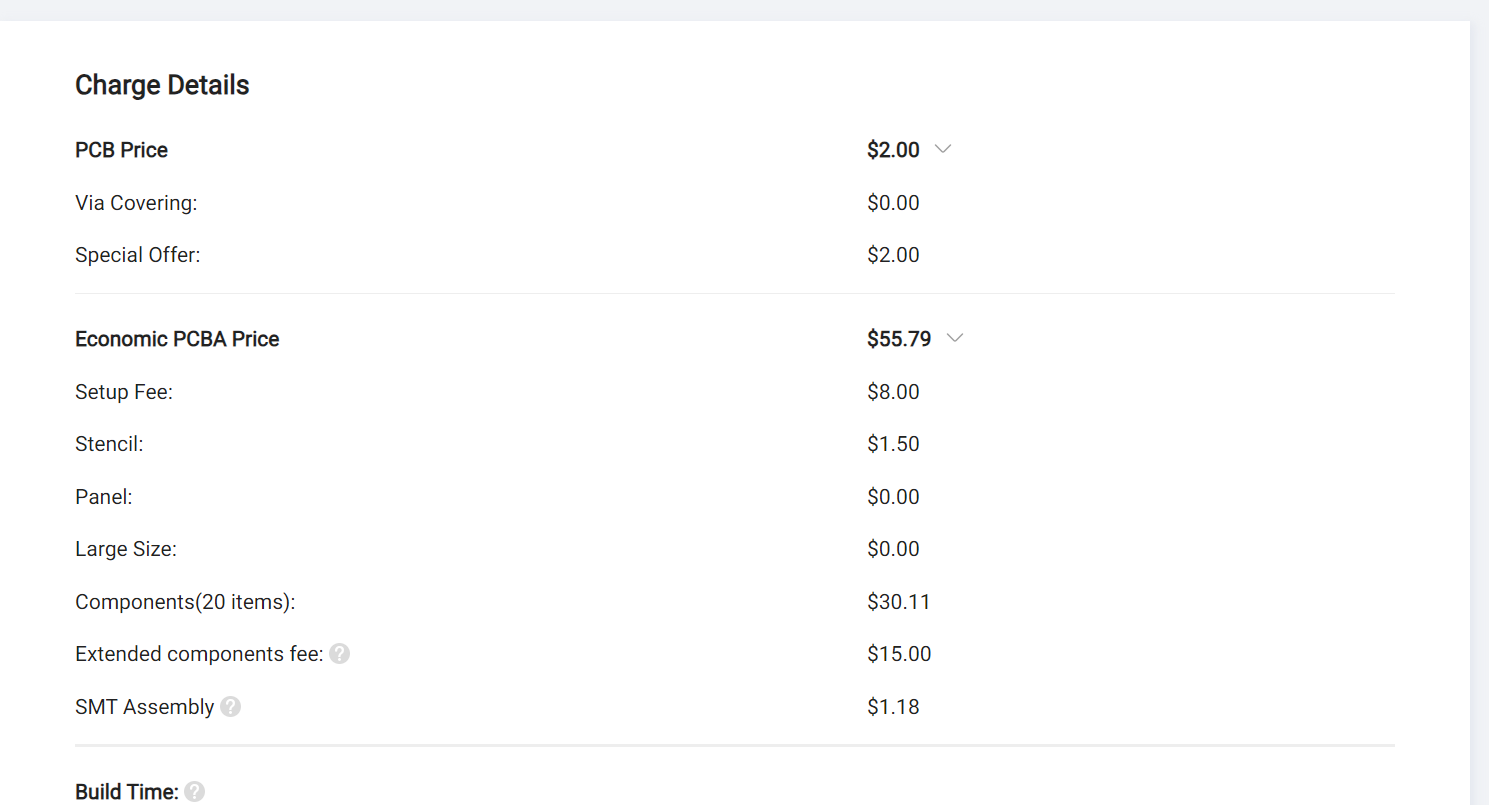 Charge Details
PCB Price $2.00
Via Covering: $0.00
Special Offer: $2.00
Economic PCBA Price $55.79
Setup Fee: $8.00
Stencil: $1.50
Panel: $0.00
Large Size: $0.00
Components(20 items): $30.11
Extended components fee: ? $15.00
SMT Assembly ? $1.18
Build Time: ?